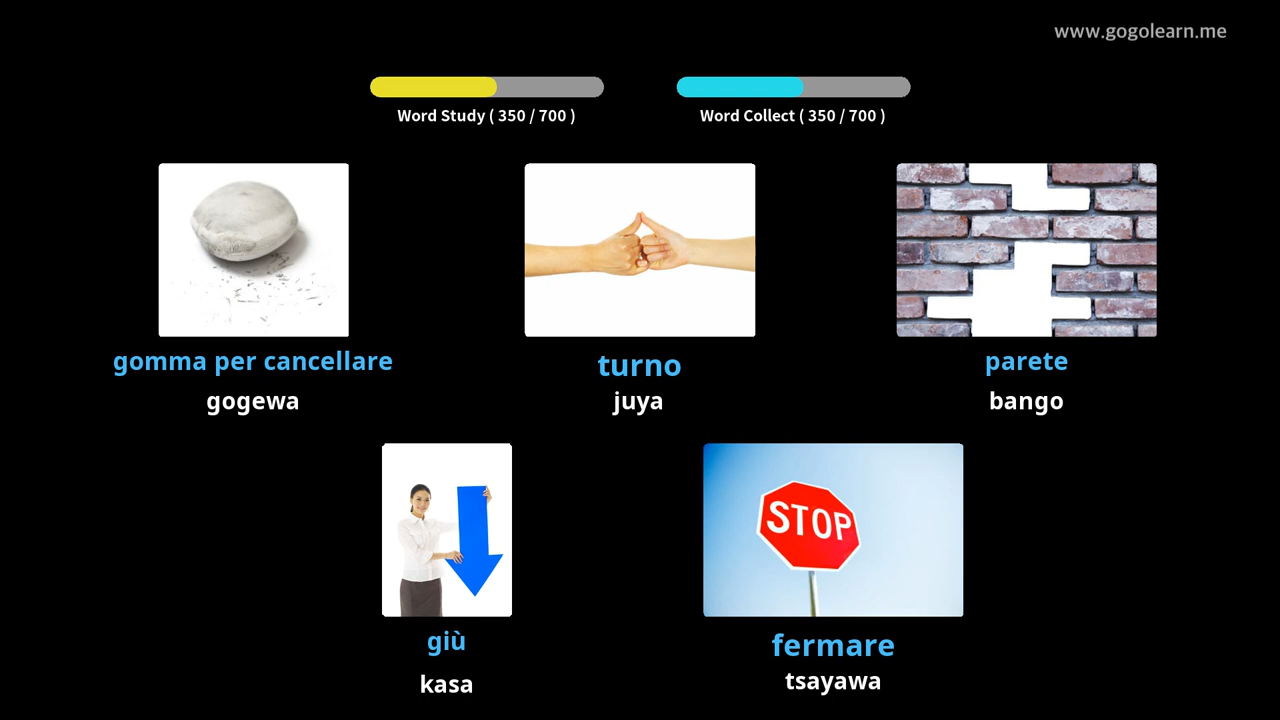 www.gogolearn.me
Word Study ( 350 / 700 )
Word Collect ( 350 / 700 )
gomma per cancellare
gogewa
turno
juya
parete
bango
STOP
giù
kasa
fermare
tsayawa